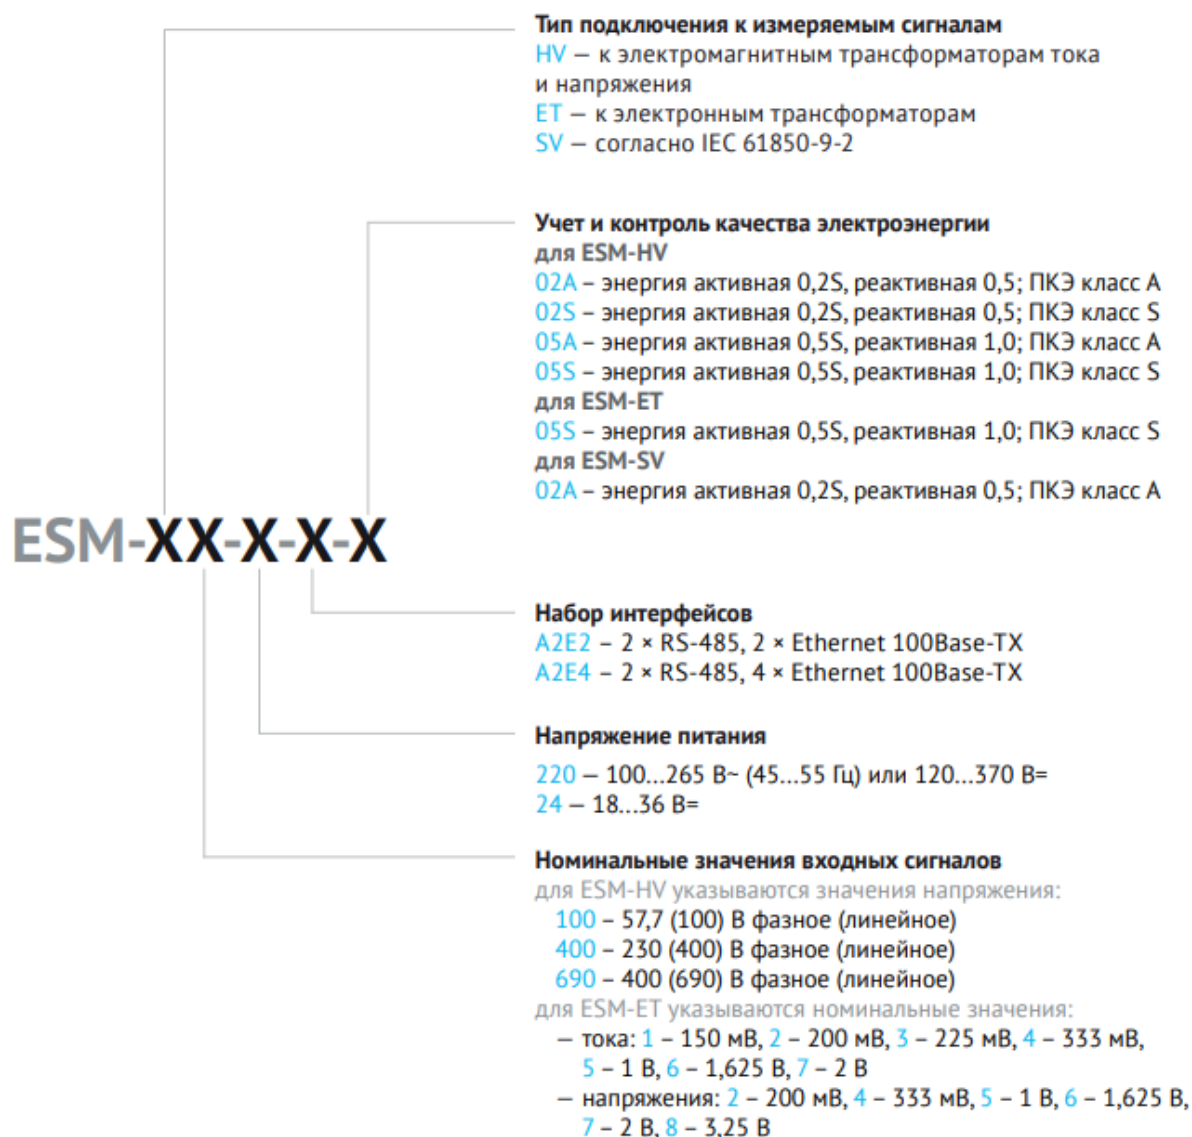 Тип подключения к измеряемым сигналам
HV — к электромагнитным трансформаторам тока
и напряжения
ET — к электронным трансформаторам
SV — согласно IEC 61850-9-2
Учет и контроль качества электроэнергии
для ESM-HV
02A – энергия активная 0,2S, реактивная 0,5; ПКЭ класс А
02S – энергия активная 0,2S, реактивная 0,5; ПКЭ класс S
05A – энергия активная 0,5S, реактивная 1,0; ПКЭ класс А
05S – энергия активная 0,5S, реактивная 1,0; ПКЭ класс S
для ESM-ET
05S – энергия активная 0,5S, реактивная 1,0; ПКЭ класс S
для ESM-SV
02A – энергия активная 0,2S, реактивная 0,5; ПКЭ класс А
ESM-XX-X-X-X
Набор интерфейсов
A2E2 – 2 × RS-485, 2 × Ethernet 100Base-TX
A2E4 – 2 × RS-485, 4 × Ethernet 100Base-TX
Напряжение питания
220 — 100...265 В~ (45...55 Гц) или 120...370 В=
24 — 18...36 В=
Номинальные значения входных сигналов
для ESM-HV указываются значения напряжения:
100 – 57,7 (100) В фазное (линейное)
400 – 230 (400) В фазное (линейное)
690 – 400 (690) В фазное (линейное)
для ESM-ET указываются номинальные значения:
— тока: 1 – 150 мВ, 2 – 200 мВ, 3 – 225 мВ, 4 – 333 мВ,
5 – 1 В, 6 – 1,625 В, 7 – 2 В
— напряжения: 2 – 200 мВ, 4 – 333 мВ, 5 – 1 В, 6 – 1,625 В,
7 – 2 В, 8 – 3,25 В